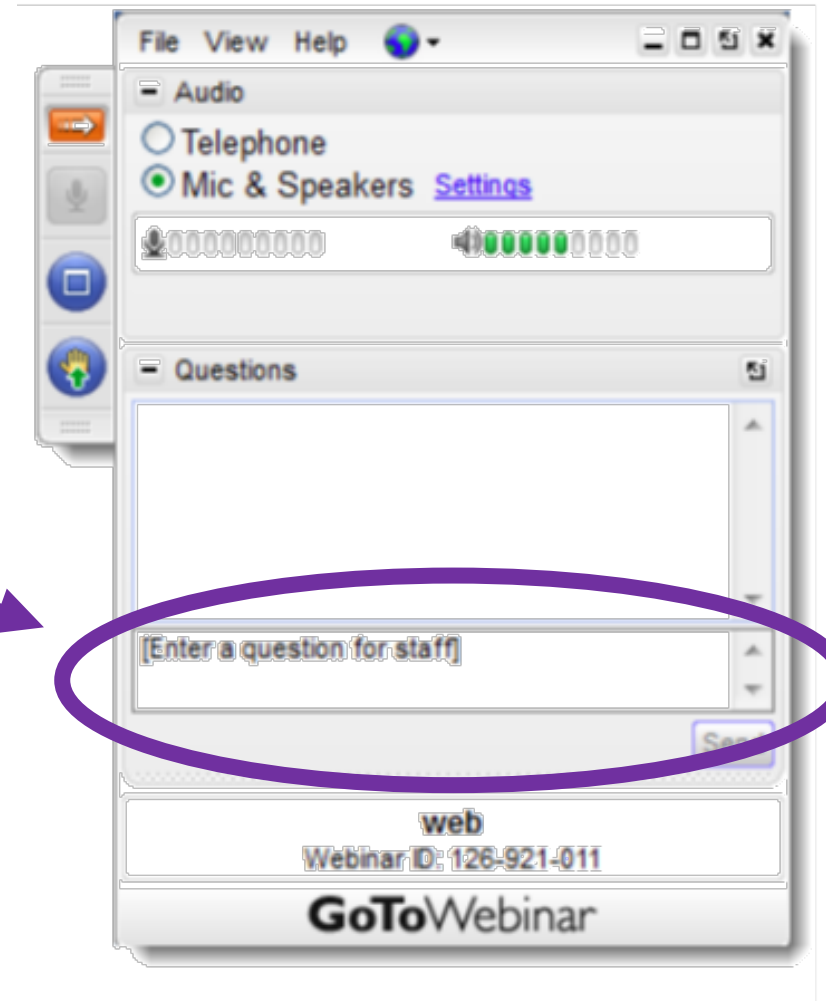 File View Help
Audio
Telephone
Mic & Speakers Settings
Questions
[Enter a question for staff]
Send
web
Webinar ID: 126-921-011
GoToWebinar